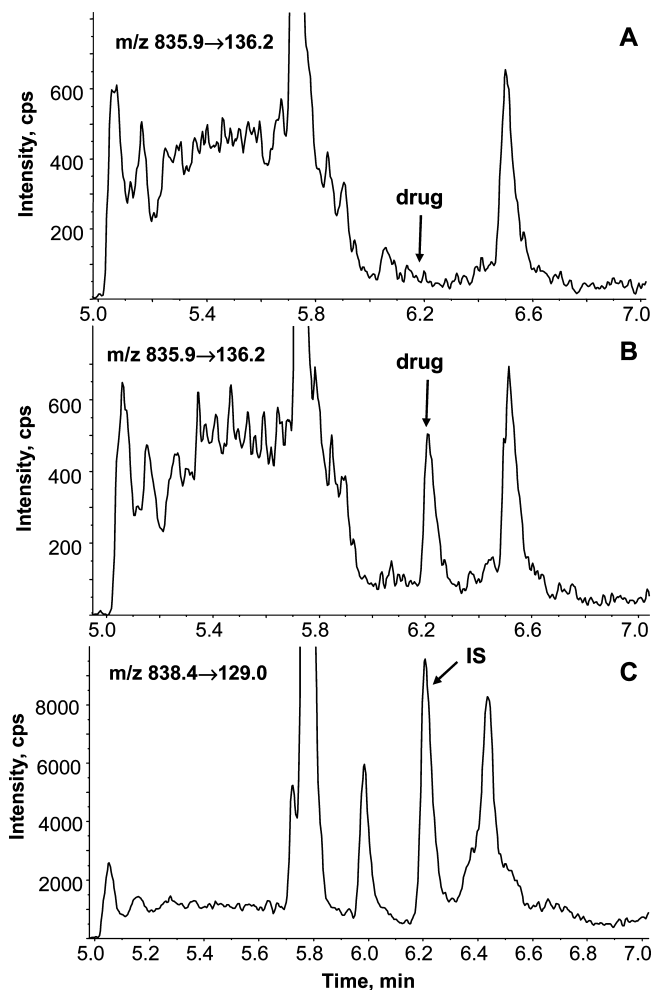 m/z 835.9→136.2
A
Intensity, cps
600
400
200
drug
5.0 5.4 5.8 6.2 6.6 7.0
m/z 835.9→136.2
B
Intensity, cps
600
400
200
drug
5.0 5.4 5.8 6.2 6.6 7.0
m/z 838.4→129.0
IS
C
Intensity, cps
8000
6000
4000
2000
5.0 5.2 5.4 5.6 5.8 6.0 6.2 6.4 6.6 6.8 7.0
Time, min